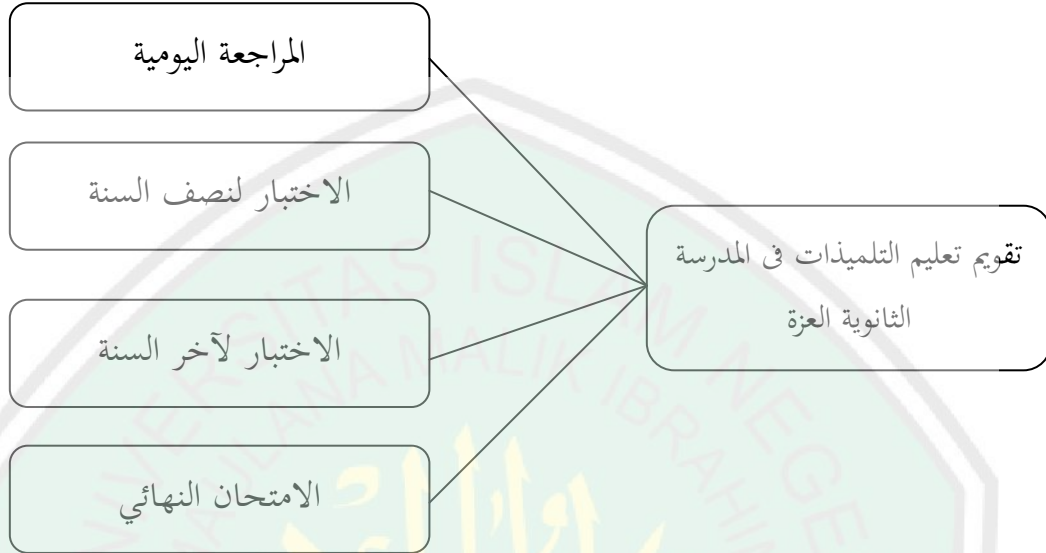 المراجعة اليومية
الاختبار لنصف السنة
تقويم تعليم التلميذات فى المدرسة
الثانوية العزة
الاختبار لآخر السنة
الامتحان النهائي